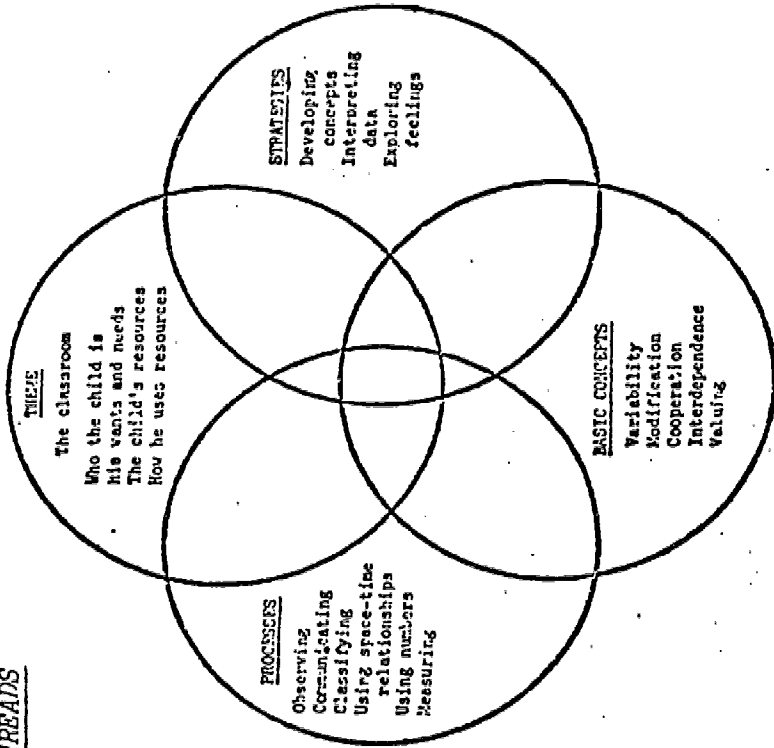 READS
PROCESSES
Observing
Communicating
Classifying
Using space-time
relationships
Using numbers
Measuring
BASIC CONCEPTS
Variability
Modification
Cooperation
Interdependence
Valuing
THEME
The classroom
Who the child is
His wants and needs
The child's resources
How he uses resources
STRATEGIES
Developing
concepts
Interpreting
data
Exploring
feelings